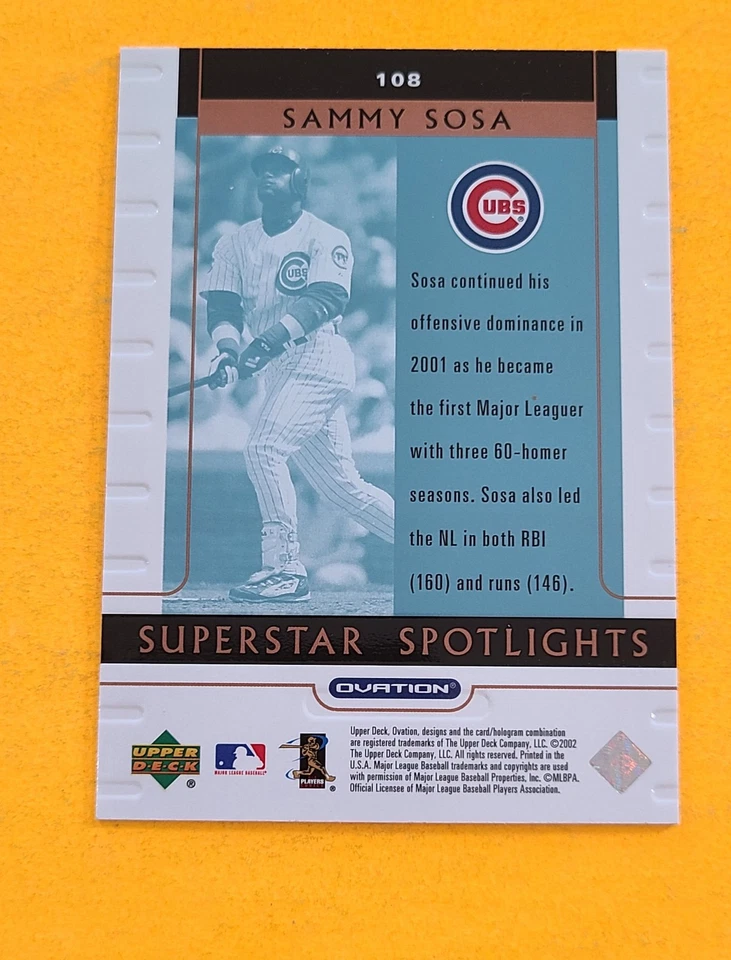 108
SAMMY SOSA
CUBS
®
CUBS
Sosa continued his
offensive dominance in
2001 as he became
the first Major Leaguer
with three 60-homer
seasons. Sosa also led
the NL in both RBI
(160) and runs (146).
SUPERSTAR SPOTLIGHTS
OVATION®
UPPER
DECK
®
MAJOR LEAGUE BASEBALL
PLAYERS
®
Upper Deck, Ovation, designs and the card/hologram combination
are registered trademarks of The Upper Deck Company, LLC. ©2002
The Upper Deck Company, LLC. All rights reserved. Printed in the
U.S.A. Major League Baseball trademarks and copyrights are used
with permission of Major League Baseball Properties, Inc. ©MLBPA.
Official Licensee of Major League Baseball Players Association.